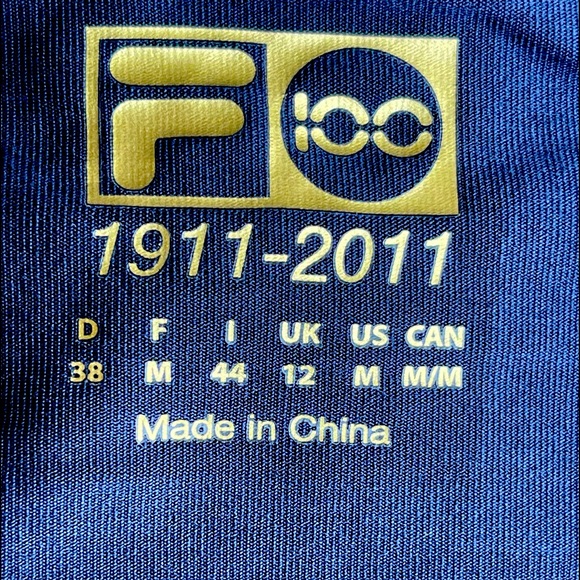 F 100
1911-2011
D F I UK US CAN
38 M 44 12 M M/M
Made in China